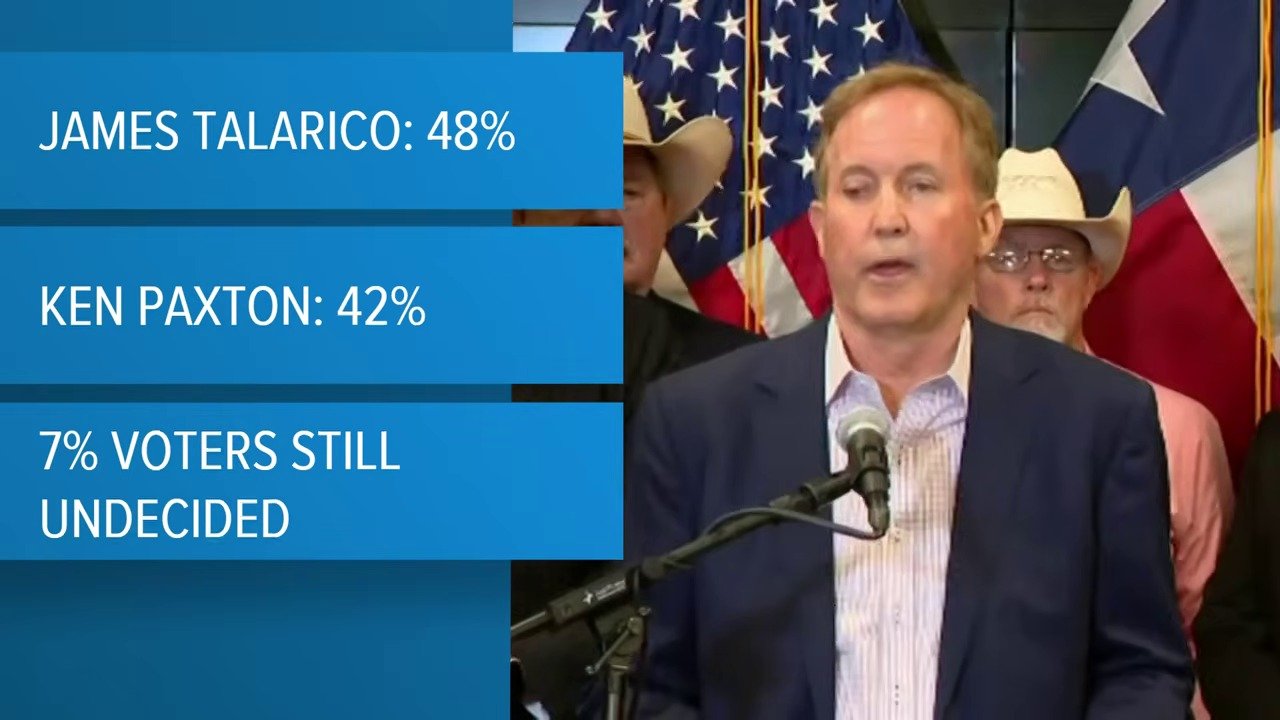 JAMES TALARICO: 48%
KEN PAXTON: 42%
7% VOTERS STILL
UNDECIDED